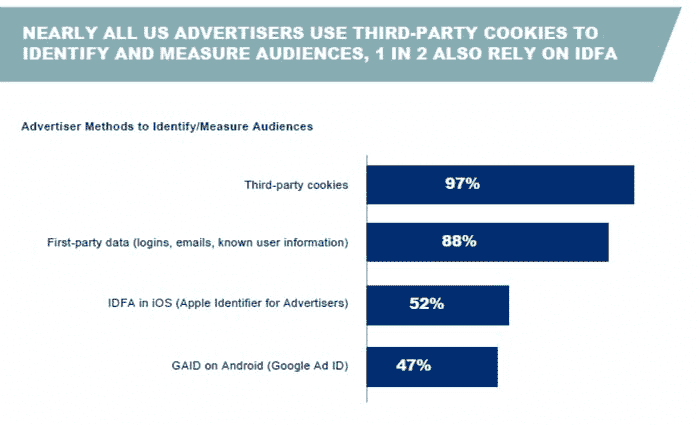 NEARLY ALL US ADVERTISERS USE THIRD-PARTY COOKIES TO
IDENTIFY AND MEASURE AUDIENCES, 1 IN 2 ALSO RELY ON IDFA
Advertiser Methods to Identify/Measure Audiences
Third-party cookies 97%
First-party data (logins, emails, known user information) 88%
IDFA in iOS (Apple Identifier for Advertisers) 52%
GAID on Android (Google Ad ID) 47%